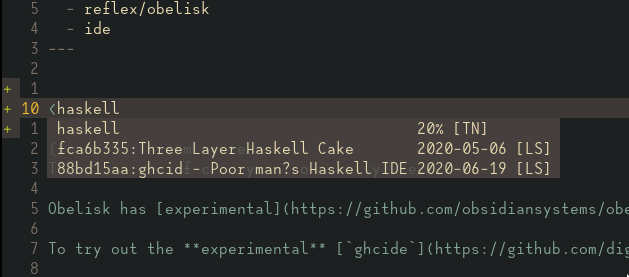 5 - reflex/obelisk
4 - ide
3 ---
2
+ 1
+ 10 <haskell
+ 1 haskell 20% [TN]
2 fca6b335:Three Layer Haskell Cake 2020-05-06 [LS]
3 88bd15aa:ghcid - Poor man?s Haskell IDE 2020-06-19 [LS]
4
5 Obelisk has [experimental](https://github.com/obsidiansystems/obe
6
7 To try out the **experimental** [`ghcide`](https://github.com/dig
8